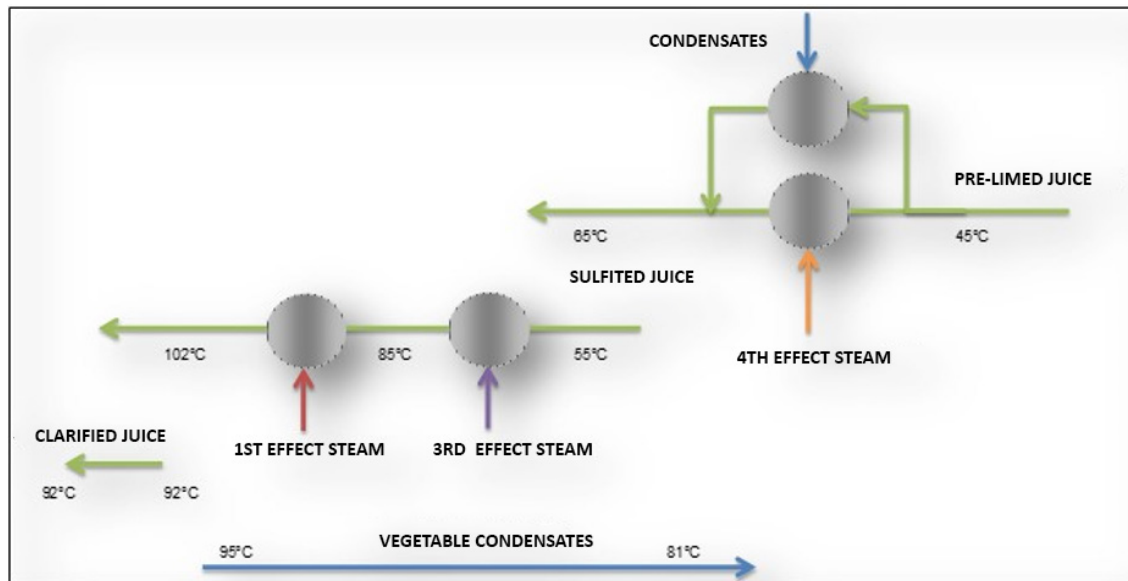 CONDENSATES
PRE-LIMED JUICE
65°C
45°C
SULFITED JUICE
102°C
85°C
55°C
4TH EFFECT STEAM
CLARIFIED JUICE
1ST EFFECT STEAM
3RD EFFECT STEAM
92°C
92°C
VEGETABLE CONDENSATES
95°C
81°C